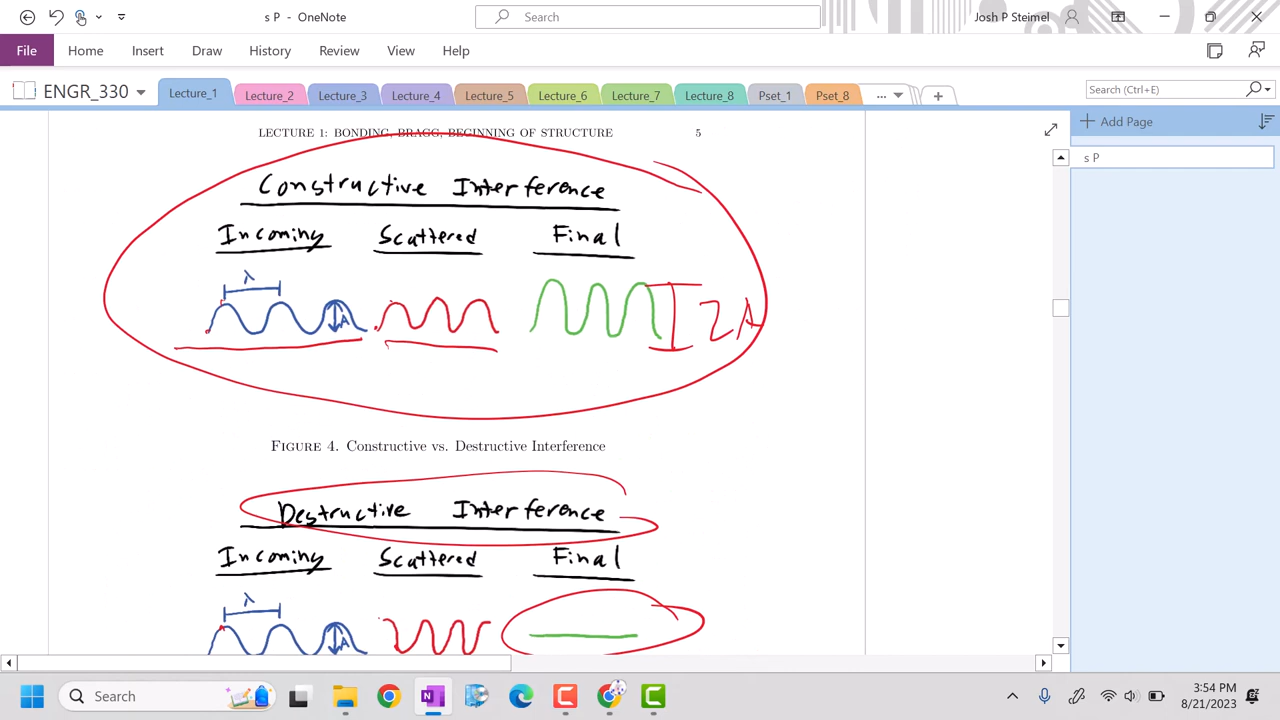 s P - OneNote
Search
Josh P Steimel
File Home Insert Draw History Review View Help
ENGR_330
Lecture_1 Lecture_2 Lecture_3 Lecture_4 Lecture_5 Lecture_6 Lecture_7 Lecture_8 Pset_1 Pset_8 ...
Search (Ctrl+E)
Add Page
s P
LECTURE 1: BONDING, BRAGG, BEGINNING OF STRUCTURE 5
Constructive Interference
Incoming Scattered Final
λ
A
2A
FIGURE 4. Constructive vs. Destructive Interference
Destructive Interference
Incoming Scattered Final
λ
A
Search
3:54 PM
8/21/2023